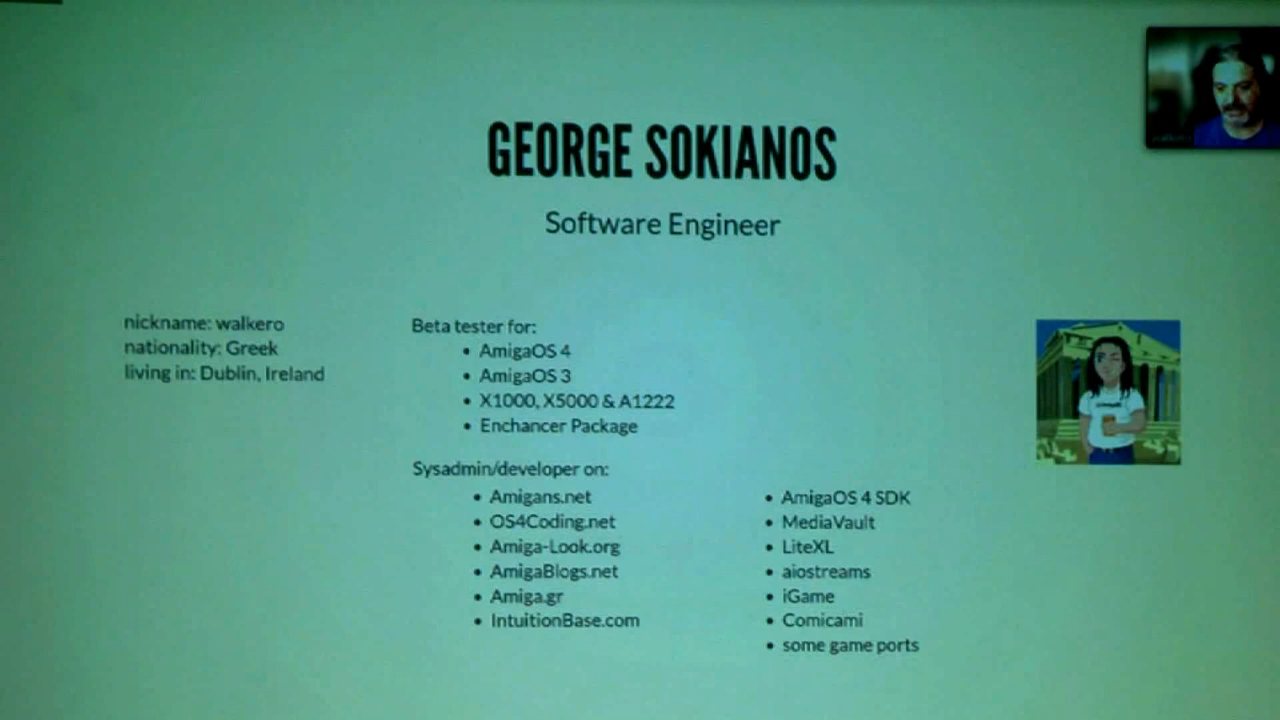 GEORGE SOKIANOS
Software Engineer
nickname: walkero
nationality: Greek
living in: Dublin, Ireland
Beta tester for:
• AmigaOS 4
• AmigaOS 3
• X1000, X5000 & A1222
• Enchancer Package
Sysadmin/developer on:
• Amigans.net
• OS4Coding.net
• Amiga-Look.org
• AmigaBlogs.net
• Amiga.gr
• IntuitionBase.com
• AmigaOS 4 SDK
• MediaVault
• LiteXL
• aiostreams
• iGame
• Comicami
• some game ports